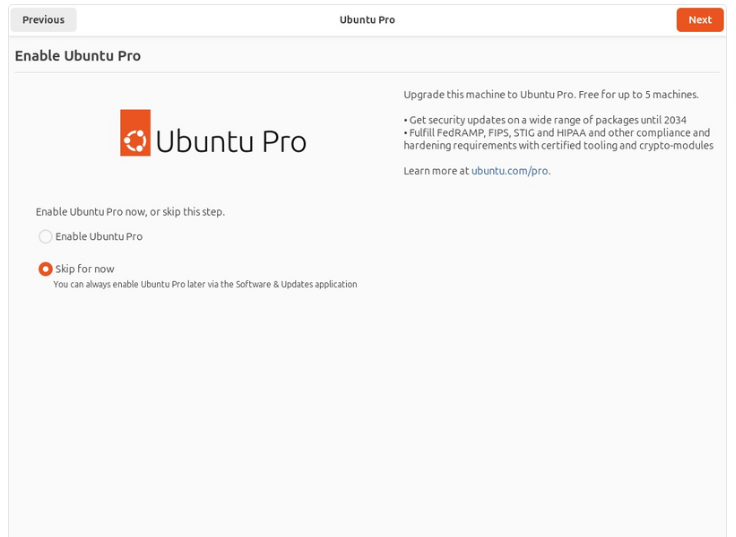 Previous
Ubuntu Pro
Next
Enable Ubuntu Pro
Ubuntu Pro
Upgrade this machine to Ubuntu Pro. Free for up to 5 machines.
• Get security updates on a wide range of packages until 2034
• Fulfill FedRAMP, FIPS, STIG and HIPAA and other compliance and
hardening requirements with certified tooling and crypto-modules
Learn more at ubuntu.com/pro.
Enable Ubuntu Pro now, or skip this step.
Enable Ubuntu Pro
Skip for now
You can always enable Ubuntu Pro later via the Software & Updates application